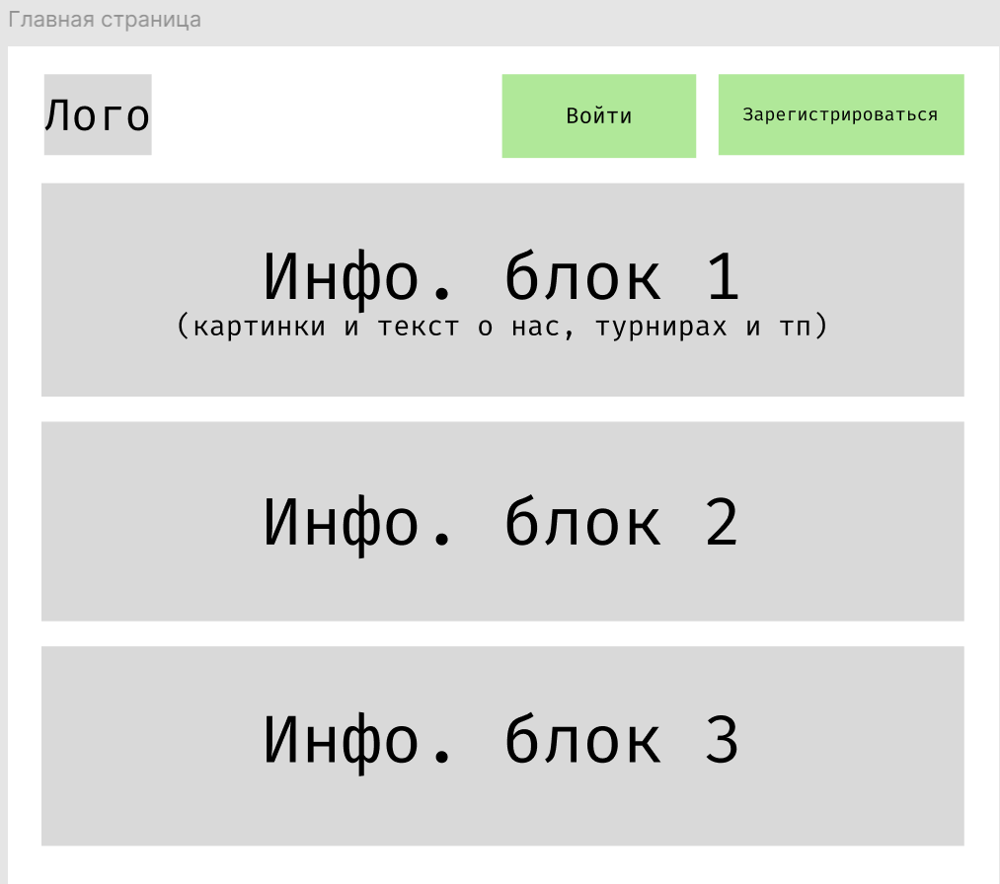 Главная страница
Лого
Войти
Зарегистрироваться
Инфо. блок 1
(картинки и текст о нас, турнирах и тп)
Инфо. блок 2
Инфо. блок 3